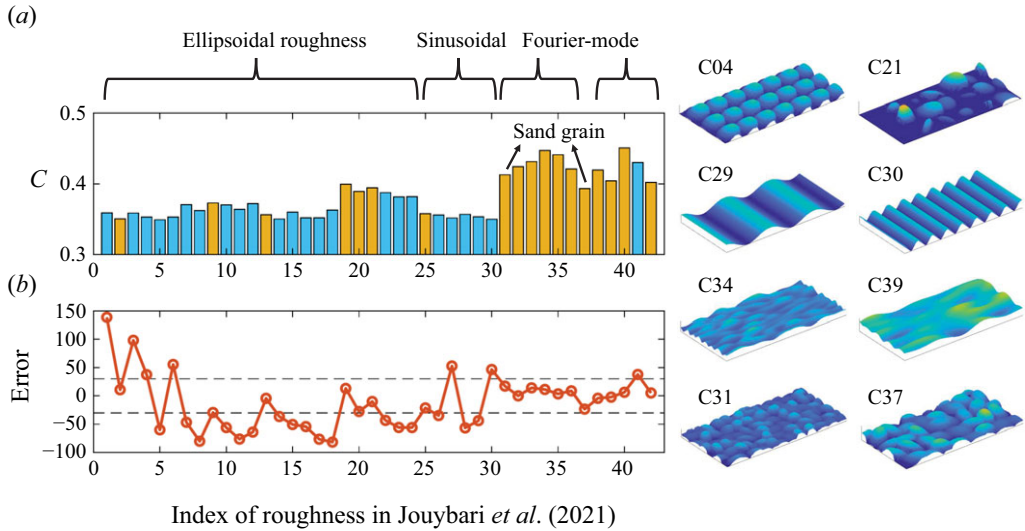 (a)
Ellipsoidal roughness
Sinusoidal
Fourier-mode
0.5
Sand grain
C
0.4
0.3
0 5 10 15 20 25 30 35 40
(b)
150
100
50
Error
0
−50
−100
0 5 10 15 20 25 30 35 40
Index of roughness in Jouybari et al. (2021)
C04 C21
C29 C30
C34 C39
C31 C37